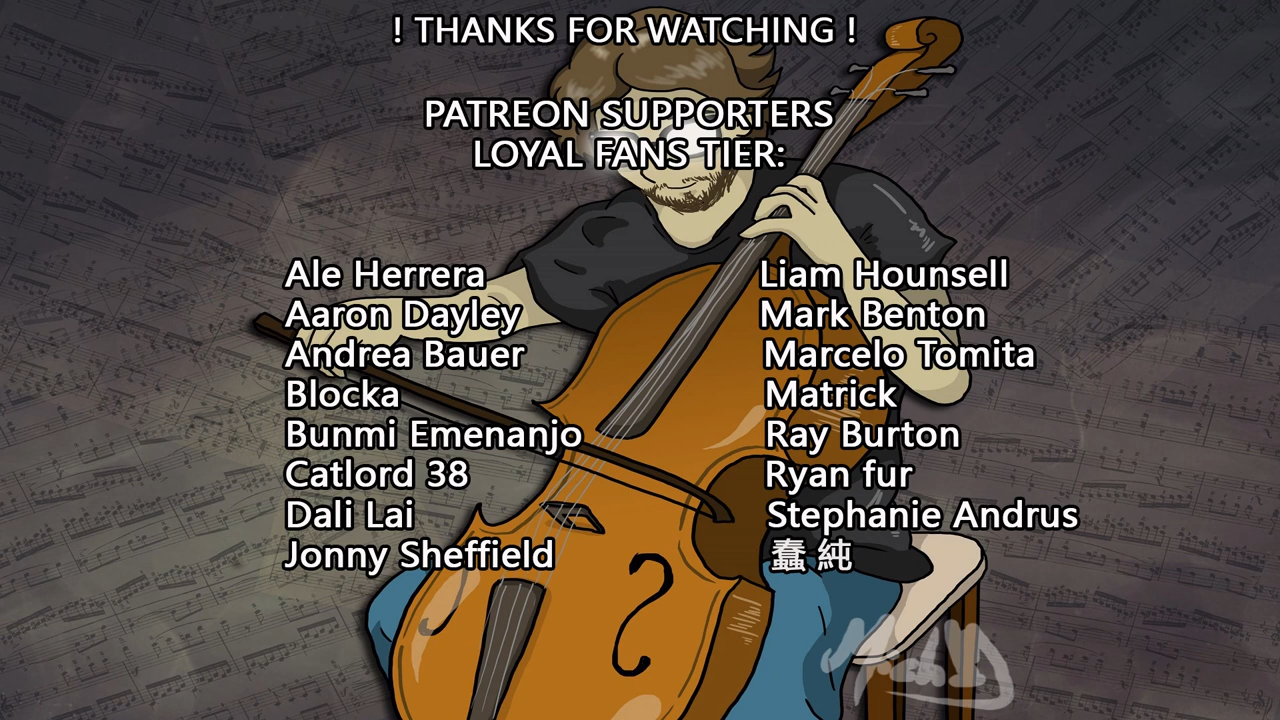 ! THANKS FOR WATCHING !
PATREON SUPPORTERS
LOYAL FANS TIER:
Ale Herrera
Aaron Dayley
Andrea Bauer
Blocka
Bunmi Emenanjo
Catlord 38
Dali Lai
Jonny Sheffield
Liam Hounsell
Mark Benton
Marcelo Tomita
Matrick
Ray Burton
Ryan fur
Stephanie Andrus
蠢 純